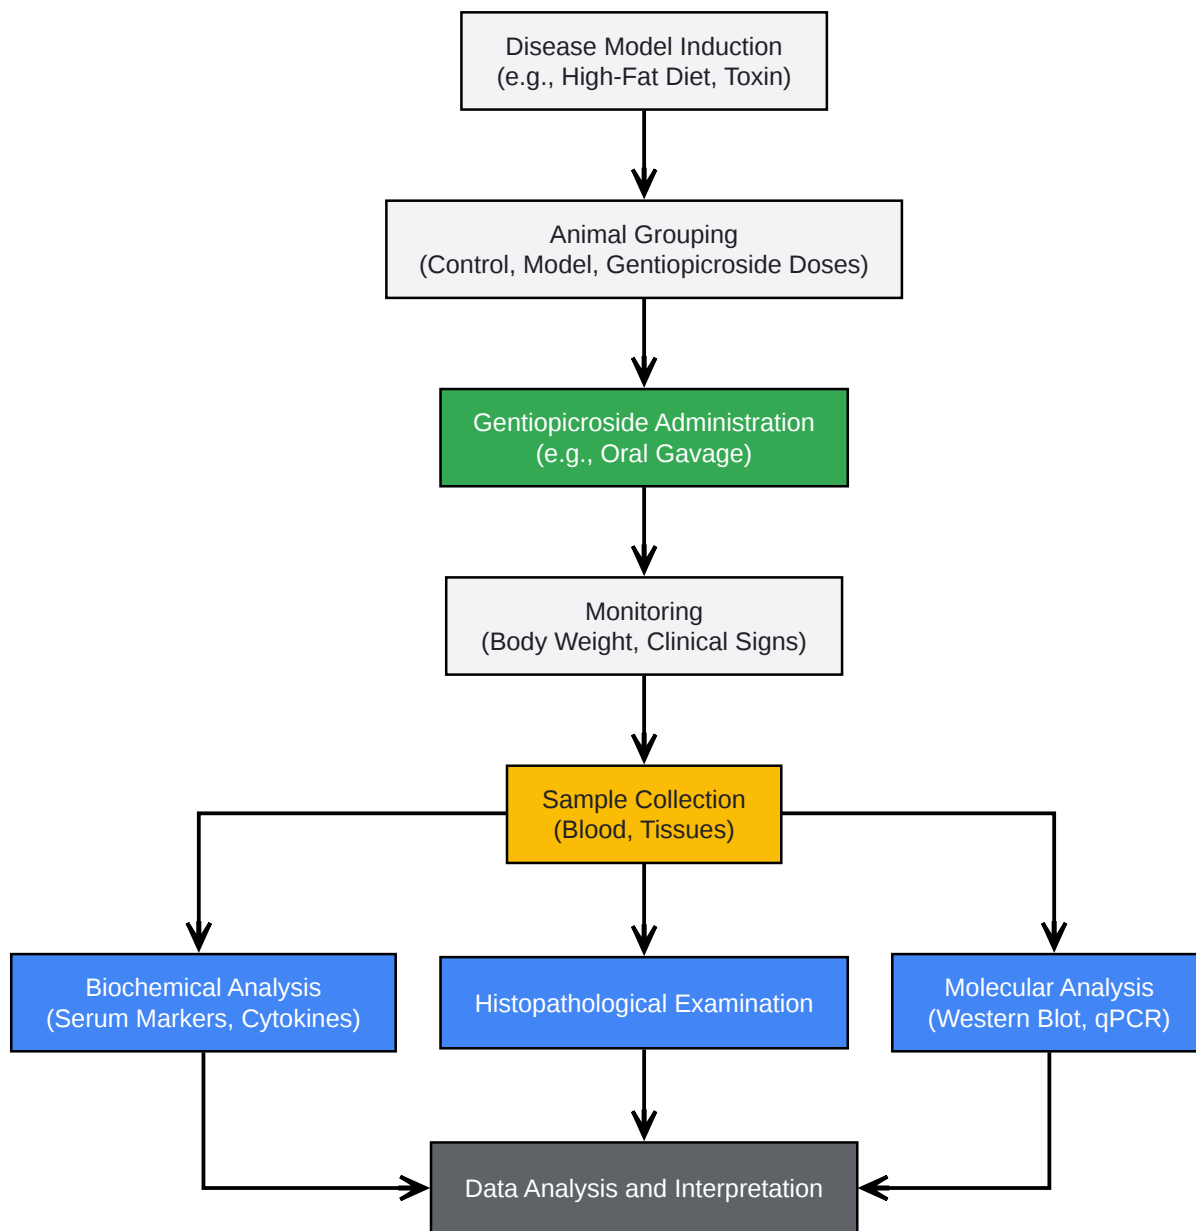 Disease Model Induction
(e.g., High-Fat Diet, Toxin)
Animal Grouping
(Control, Model, Gentiopicroside Doses)
Gentiopicroside Administration
(e.g., Oral Gavage)
Monitoring
(Body Weight, Clinical Signs)
Sample Collection
(Blood, Tissues)
Biochemical Analysis
(Serum Markers, Cytokines)
Histopathological Examination
Molecular Analysis
(Western Blot, qPCR)
Data Analysis and Interpretation